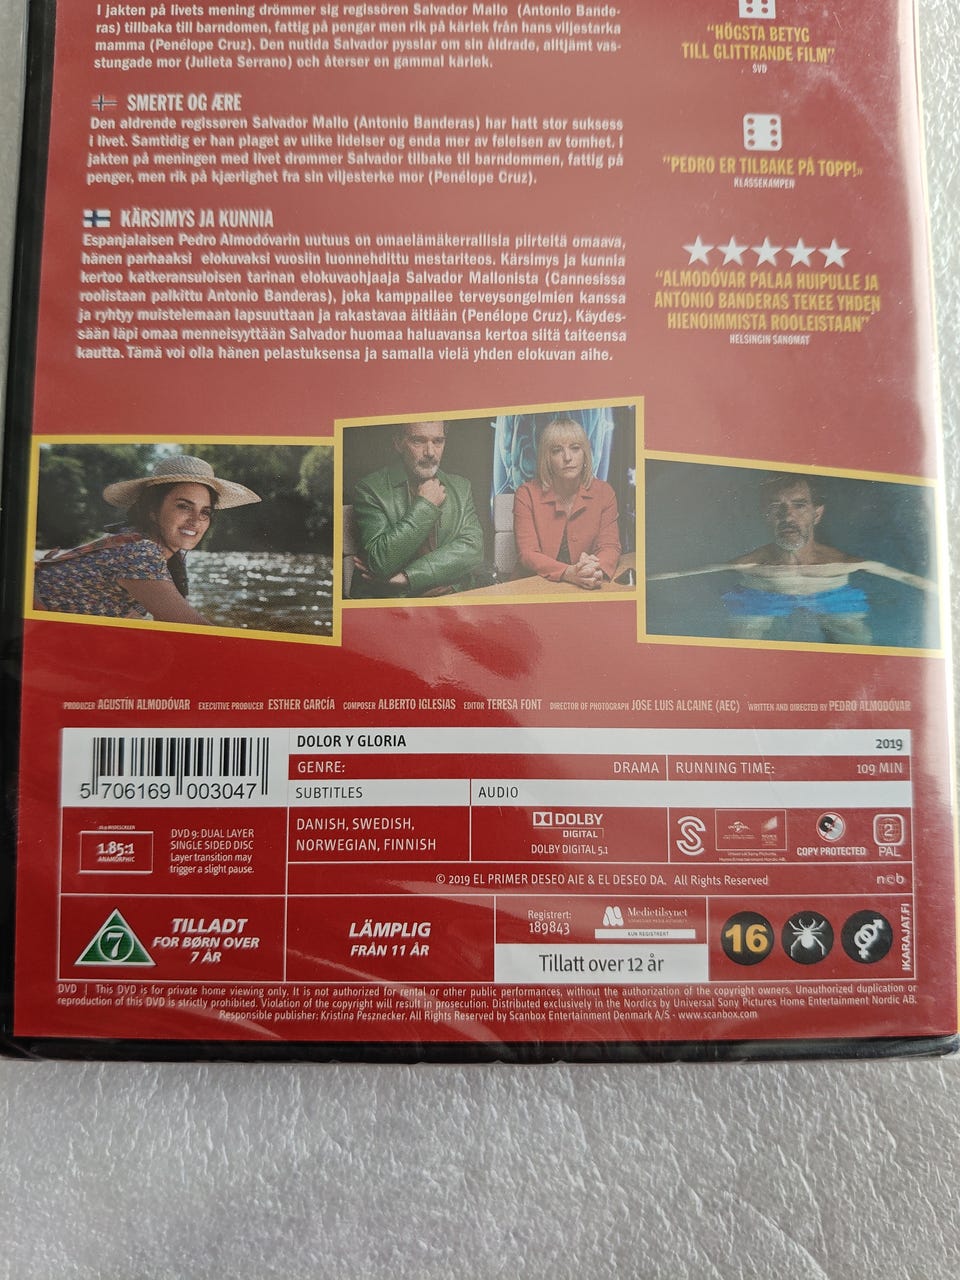 I jakten på livets mening drömmer sig regissören Salvador Mallo (Antonio Bande-
ras) tillbaka till barndomen, fattig på pengar men rik på kärlek från hans viljestarka
mamma (Penélope Cruz). Den nutida Salvador pysslar om sin åldrade, alltjämt vas-
stungade mor (Julieta Serrano) och återser en gammal kärlek.
"HÖGSTA BETYG
TILL GLITTRANDE FILM"
SVD
SMERTE OG ÆRE
Den aldrende regissøren Salvador Mallo (Antonio Banderas) har hatt stor suksess
i livet. Samtidig er han plaget av ulike lidelser og enda mer av følelsen av tomhet. I
jakten på meningen med livet drømmer Salvador tilbake til barndommen, fattig på
penger, men rik på kjærlighet fra sin viljesterke mor (Penélope Cruz).
"PEDRO ER TILBAKE PÅ TOPP!»
KLASSEKAMPEN
KÄRSIMYS JA KUNNIA
Espanjalaisen Pedro Almodóvarin uutuus on omaelämäkerrallisia piirteitä omaava,
hänen parhaaksi elokuvaksi vuosiin luonnehdittu mestariteos. Kärsimys ja kunnia
kertoo katkeransuloisen tarinan elokuvaohjaaja Salvador Mallonista (Cannesissa
roolistaan palkittu Antonio Banderas), joka kamppailee terveysongelmien kanssa
ja ryhtyy muistelemaan lapsuuttaan ja rakastavaa äitiään (Penélope Cruz). Käydes-
sään läpi omaa menneisyyttään Salvador huomaa haluavansa kertoa siitä taiteensa
kautta. Tämä voi olla hänen pelastuksensa ja samalla vielä yhden elokuvan aihe.
"ALMODÓVAR PALAA HUIPULLE JA
ANTONIO BANDERAS TEKEE YHDEN
HIENOIMMISTA ROOLEISTAAN"
HELSINGIN SANOMAT
PRODUCER AGUSTÍN ALMODÓVAR EXECUTIVE PRODUCER ESTHER GARCÍA COMPOSER ALBERTO IGLESIAS EDITOR TERESA FONT DIRECTOR OF PHOTOGRAPH JOSE LUIS ALCAINE (AEC) WRITTEN AND DIRECTED BY PEDRO ALMODÓVAR
5 706169 003047
DOLOR Y GLORIA 2019
GENRE: DRAMA RUNNING TIME: 109 MIN
SUBTITLES AUDIO
DANISH, SWEDISH,
NORWEGIAN, FINNISH
DOLBY
DIGITAL
DOLBY DIGITAL 5.1
16:9 WIDESCREEN
1.85:1
ANAMORPHIC
DVD 9: DUAL LAYER
SINGLE SIDED DISC
Layer transition may
trigger a slight pause.
Universal Sony Pictures
Home Entertainment Nordic AB.
COPY PROTECTED
2
PAL
© 2019 EL PRIMER DESEO AIE & EL DESEO DA. All Rights Reserved
ncb
7
TILLADT
FOR BØRN OVER
7 ÅR
LÄMPLIG
FRÅN 11 ÅR
Registrert:
189843
Medietilsynet
NORWEGIAN MEDIA AUTHORITY
KUN REGISTRERT
Tillatt over 12 år
16
IKARAJAT.FI
DVD | This DVD is for private home viewing only. It is not authorized for rental or other public performances, without the authorization of the copyright owners. Unauthorized duplication or
reproduction of this DVD is strictly prohibited. Violation of the copyright will result in prosecution. Distributed exclusively in the Nordics by Universal Sony Pictures Home Entertainment Nordic AB.
Responsible publisher: Kristina Pesznecker. All Rights Reserved by Scanbox Entertainment Denmark A/S - www.scanbox.com